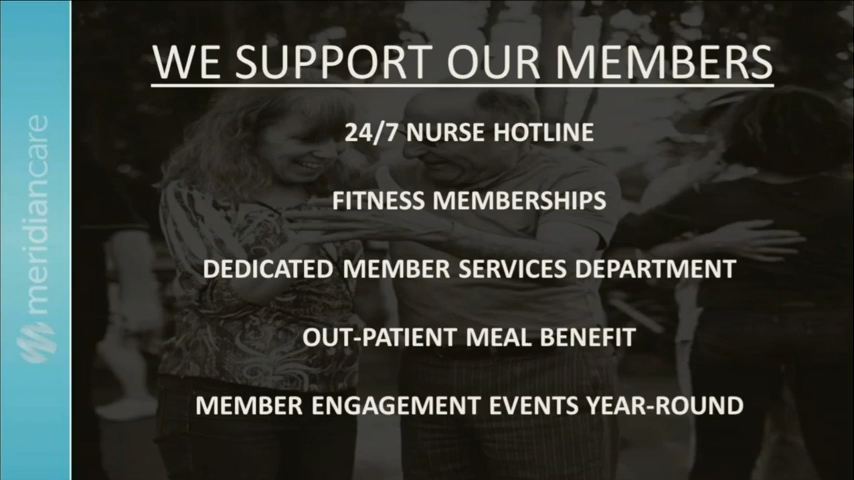 WE SUPPORT OUR MEMBERS
24/7 NURSE HOTLINE
FITNESS MEMBERSHIPS
DEDICATED MEMBER SERVICES DEPARTMENT
OUT-PATIENT MEAL BENEFIT
MEMBER ENGAGEMENT EVENTS YEAR-ROUND
meridiancare